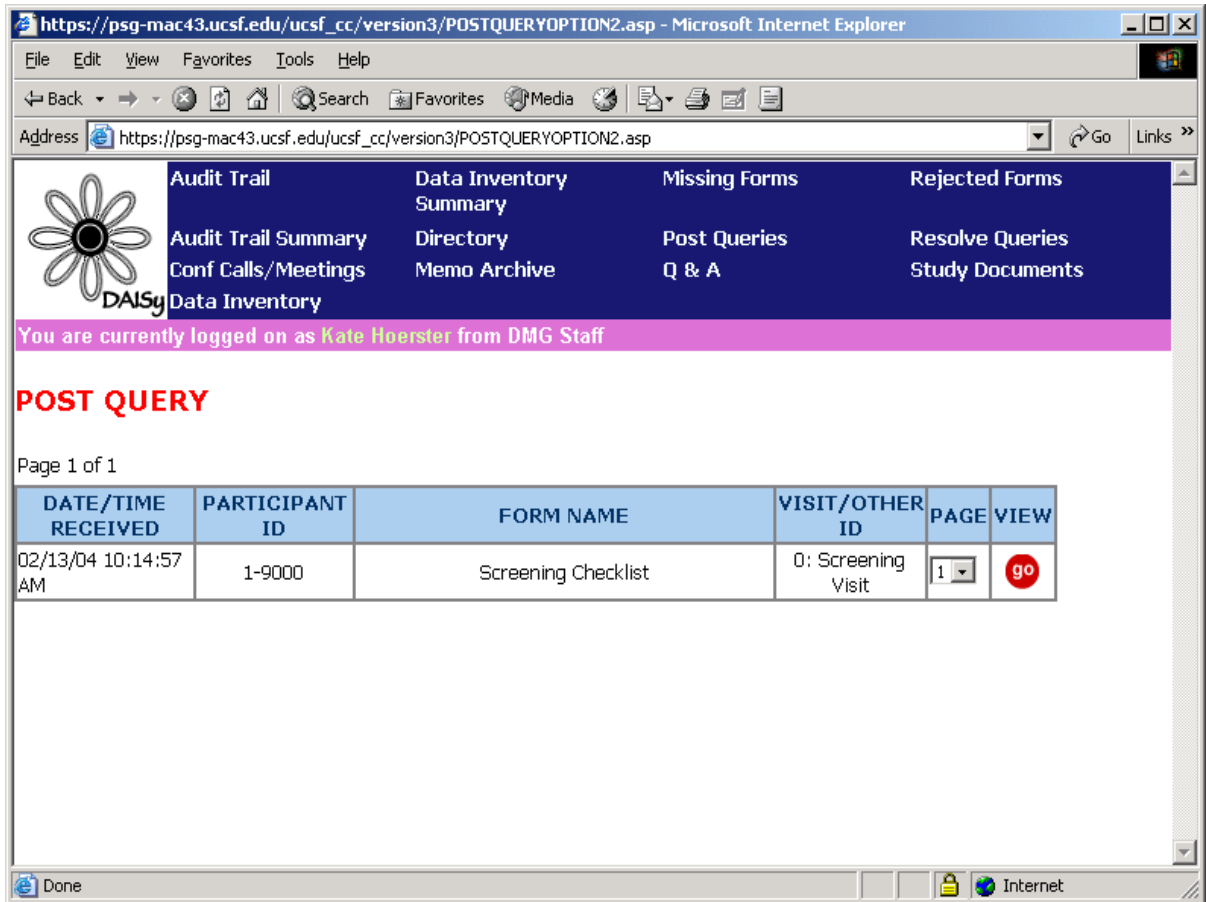 https://psg-mac43.ucsf.edu/ucsf_cc/version3/POSTQUERYOPTION2.asp - Microsoft Internet Explorer
File Edit View Favorites Tools Help
Back Search Favorites Media
Address https://psg-mac43.ucsf.edu/ucsf_cc/version3/POSTQUERYOPTION2.asp Go Links »
Audit Trail Data Inventory Missing Forms Rejected Forms
Summary
Audit Trail Summary Directory Post Queries Resolve Queries
Conf Calls/Meetings Memo Archive Q & A Study Documents
DAISy Data Inventory
You are currently logged on as Kate Hoerster from DMG Staff
POST QUERY
Page 1 of 1
DATE/TIME PARTICIPANT FORM NAME VISIT/OTHER PAGE VIEW
RECEIVED ID ID
02/13/04 10:14:57 1-9000 Screening Checklist 0: Screening 1 go
AM Visit
Done Internet